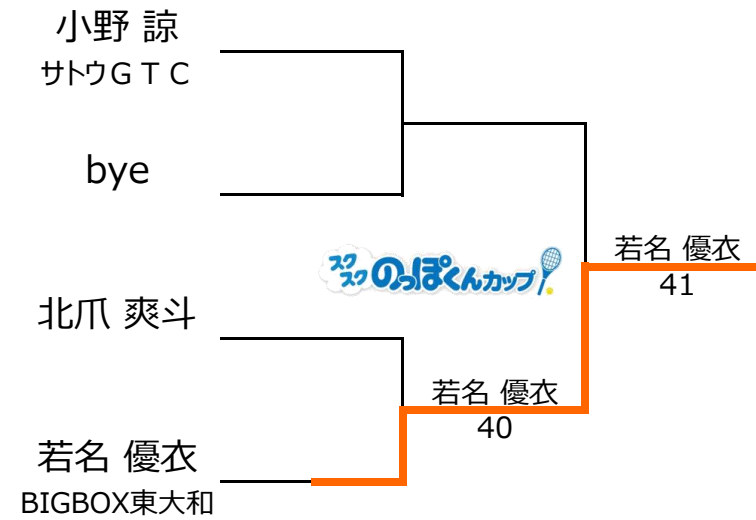 小野 諒
サトウＧＴＣ
bye
スクスク のっぽくんカップ
若名 優衣
41
北爪 爽斗
若名 優衣
40
若名 優衣
BIGBOX東大和